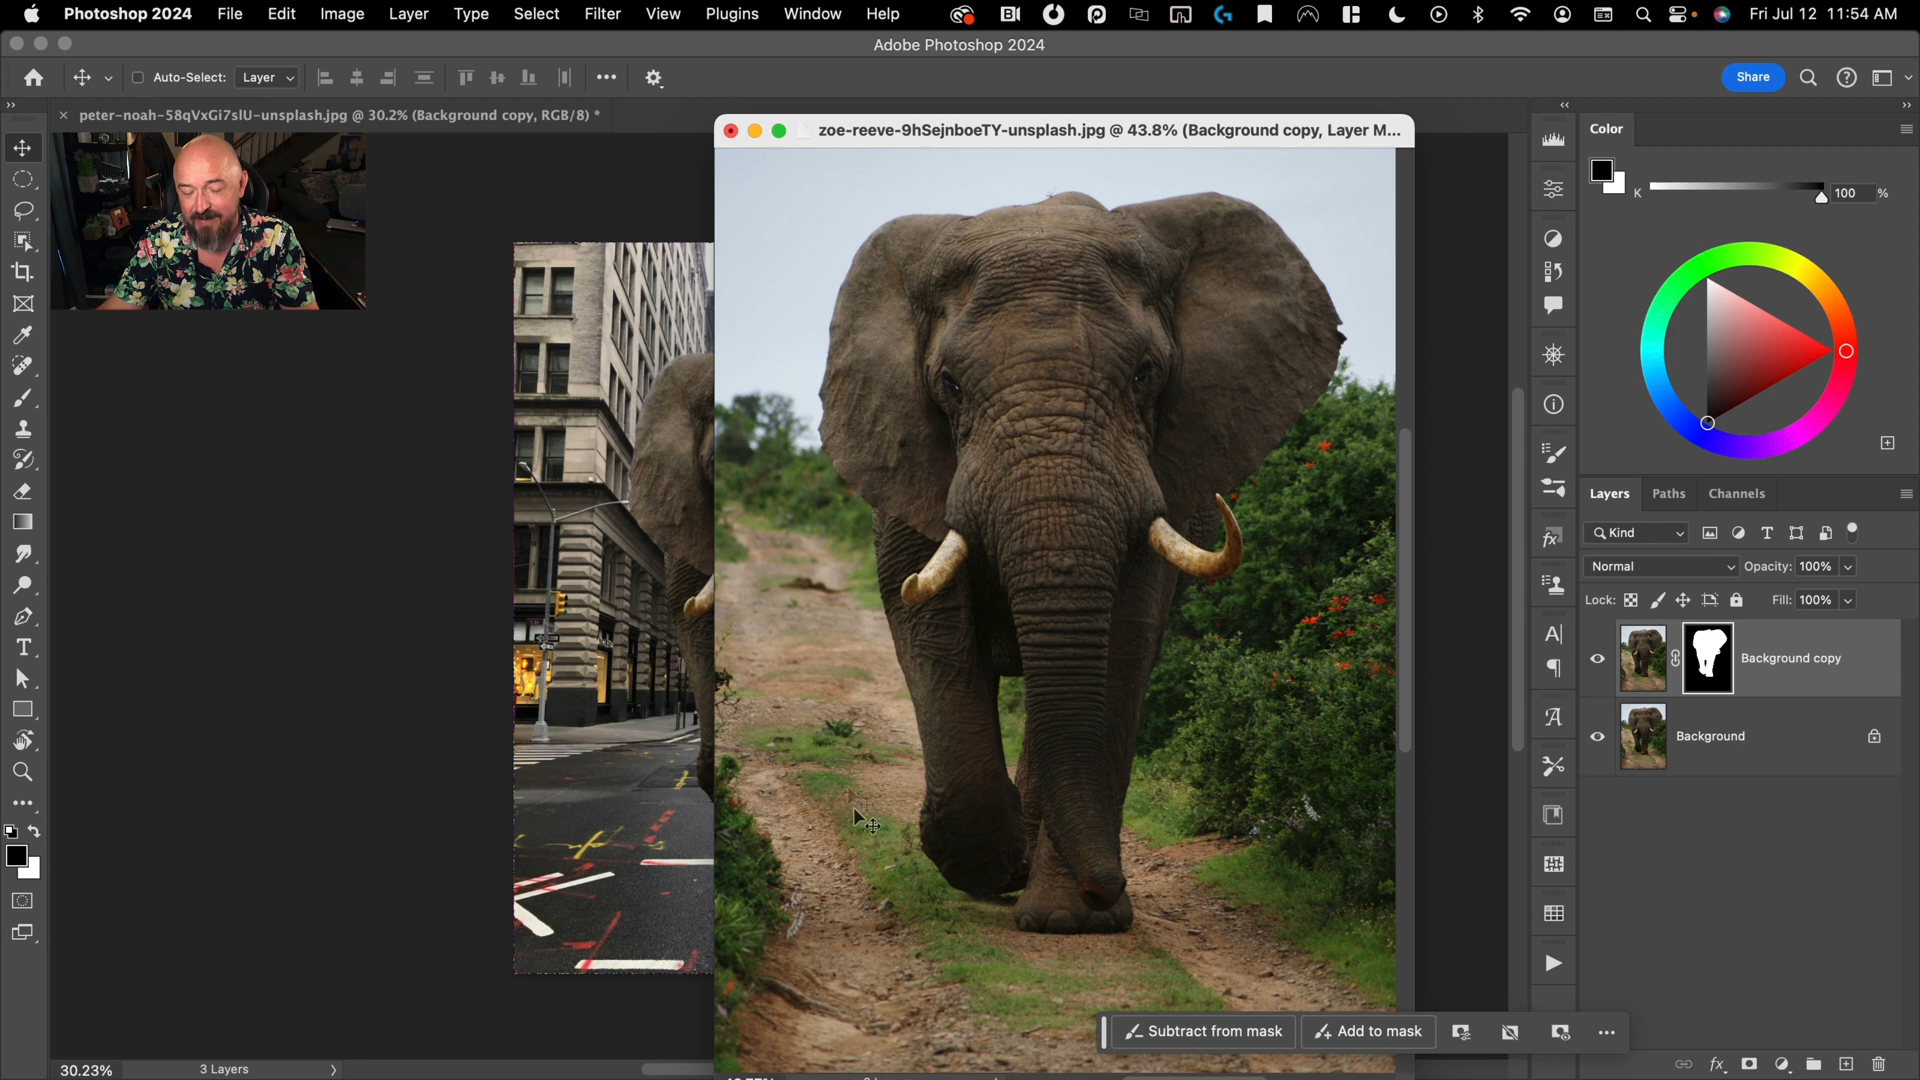 Photoshop 2024 File Edit Image Layer Type Select Filter View Plugins Window Help Fri Jul 12 11:54 AM
Adobe Photoshop 2024
Auto-Select: Layer Share
× peter-noah-58qVxGi7slU-unsplash.jpg @ 30.2% (Background copy, RGB/8) *
zoe-reeve-9hSejnboeTY-unsplash.jpg @ 43.8% (Background copy, Layer M...
Color
K 100 %
Layers Paths Channels
Kind
Normal Opacity: 100%
Lock: Fill: 100%
Background copy
Background
Subtract from mask Add to mask
30.23% 3 Layers